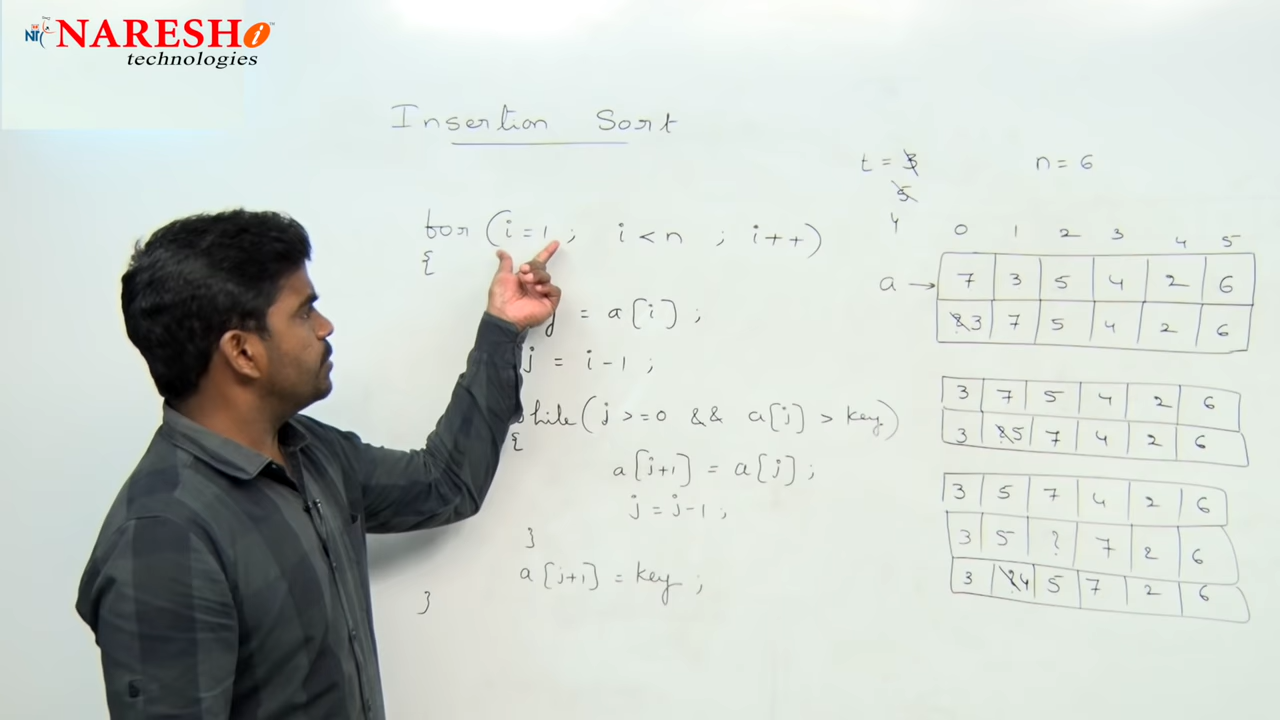 NARESH i
technologies
Insertion Sort
for (i=1 ; i < n ; i++)
{
= a[i] ;
j = i-1 ;
while(j >=0 && a[j] > key)
{
a[j+1] = a[j] ;
j = j-1 ;
}
a[j+1] = key ;
}
t = 3
5
4
n = 6
0 1 2 3 4 5
a → 7 3 5 4 2 6
?3 7 5 4 2 6
3 7 5 4 2 6
3 ?5 7 4 2 6
3 5 7 4 2 6
3 5 ? 7 2 6
3 ?4 5 7 2 6